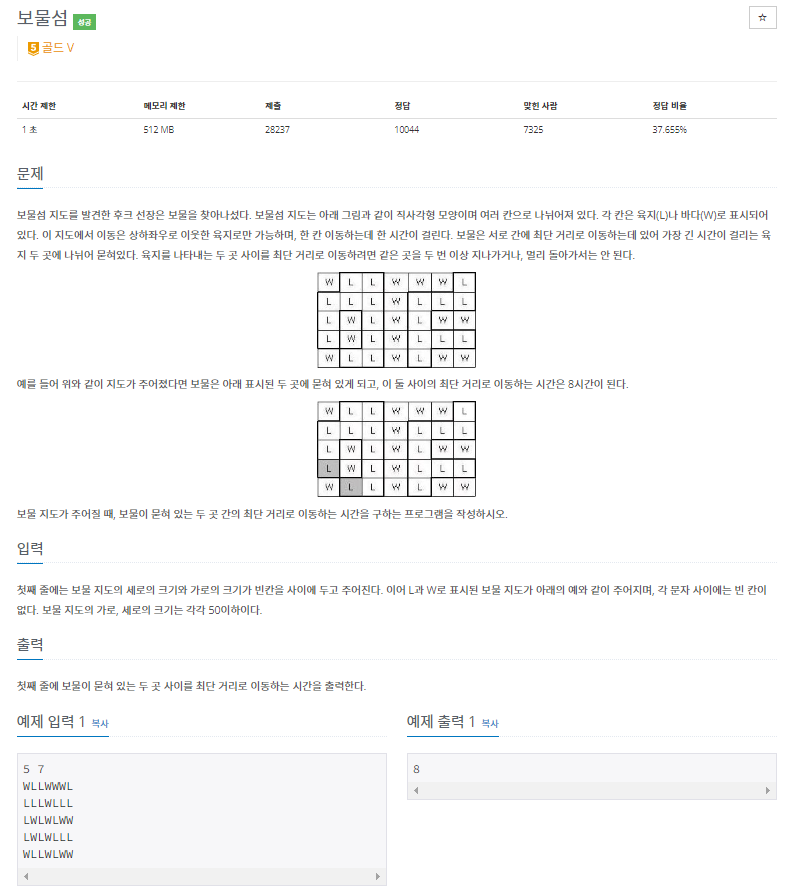 보물섬 성공
☆
5 골드 V
시간 제한 메모리 제한 제출 정답 맞힌 사람 정답 비율
1 초 512 MB 28237 10044 7325 37.655%
문제
보물섬 지도를 발견한 후크 선장은 보물을 찾아나섰다. 보물섬 지도는 아래 그림과 같이 직사각형 모양이며 여러 칸으로 나뉘어져 있다. 각 칸은 육지(L)나 바다(W)로 표시되어
있다. 이 지도에서 이동은 상하좌우로 이웃한 육지로만 가능하며, 한 칸 이동하는데 한 시간이 걸린다. 보물은 서로 간에 최단 거리로 이동하는데 있어 가장 긴 시간이 걸리는 육
지 두 곳에 나뉘어 묻혀있다. 육지를 나타내는 두 곳 사이를 최단 거리로 이동하려면 같은 곳을 두 번 이상 지나가거나, 멀리 돌아가서는 안 된다.
W L L W W W L
L L L W L L L
L W L W L W W
L W L W L L L
W L L W L W W
예를 들어 위와 같이 지도가 주어졌다면 보물은 아래 표시된 두 곳에 묻혀 있게 되고, 이 둘 사이의 최단 거리로 이동하는 시간은 8시간이 된다.
W L L W W W L
L L L W L L L
L W L W L W W
L W L W L L L
W L L W L W W
보물 지도가 주어질 때, 보물이 묻혀 있는 두 곳 간의 최단 거리로 이동하는 시간을 구하는 프로그램을 작성하시오.
입력
첫째 줄에는 보물 지도의 세로의 크기와 가로의 크기가 빈칸을 사이에 두고 주어진다. 이어 L과 W로 표시된 보물 지도가 아래의 예와 같이 주어지며, 각 문자 사이에는 빈 칸이
없다. 보물 지도의 가로, 세로의 크기는 각각 50이하이다.
출력
첫째 줄에 보물이 묻혀 있는 두 곳 사이를 최단 거리로 이동하는 시간을 출력한다.
예제 입력 1 복사
5 7
WLLWWWL
LLLWLLL
LWLWLWW
LWLWLLL
WLLWLWW
예제 출력 1 복사
8